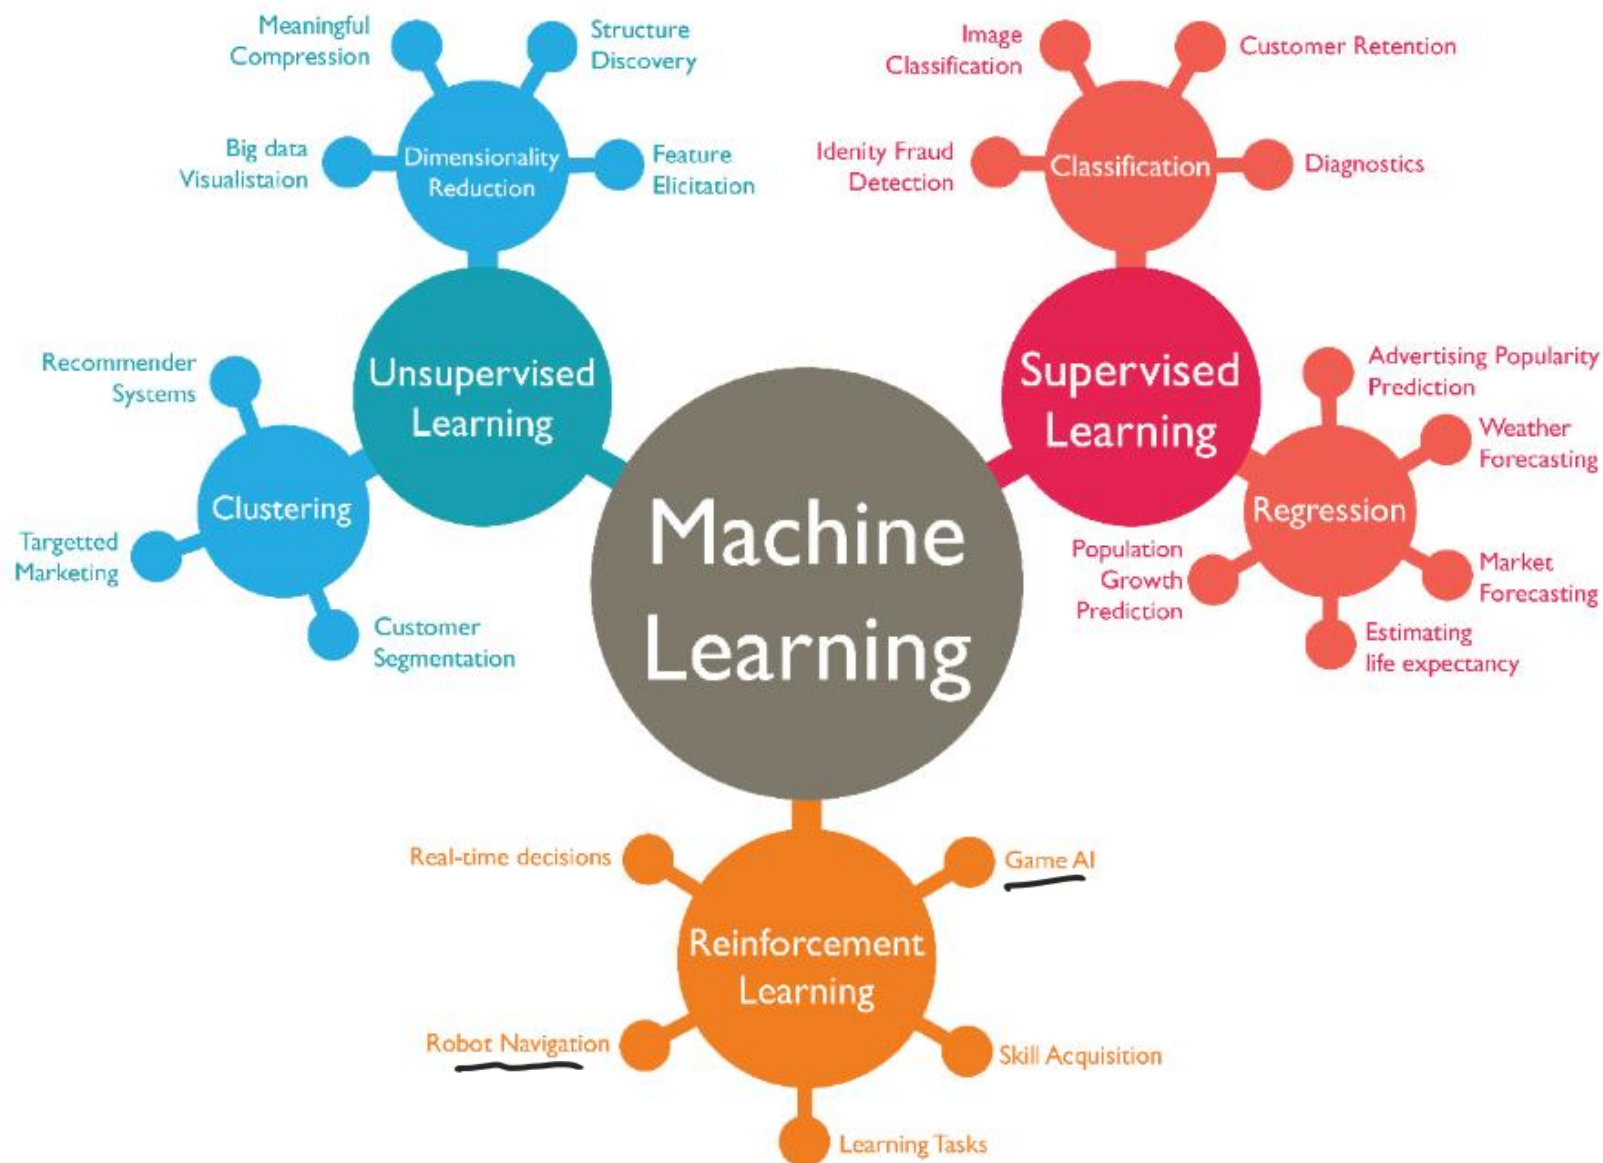 Meaningful
Compression
Structure
Discovery
Big data
Visualistaion
Dimensionality
Reduction
Feature
Elicitation
Image
Classification
Customer Retention
Idenity Fraud
Detection
Classification
Diagnostics
Unsupervised
Learning
Recommender
Systems
Clustering
Targetted
Marketing
Customer
Segmentation
Machine
Learning
Supervised
Learning
Advertising Popularity
Prediction
Weather
Forecasting
Regression
Population
Growth
Prediction
Market
Forecasting
Estimating
life expectancy
Real-time decisions
Game AI
Reinforcement
Learning
Robot Navigation
Skill Acquisition
Learning Tasks